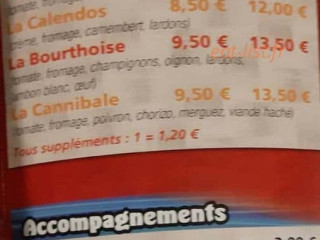 La Calendos 8,50 € 12,00 €
(crème, fromage, camembert, lardons)
La Bourthoise 9,50 € 13,50 €
(tomate, fromage, champignons, oignon, lardons,
jambon blanc, œuf)
La Cannibale 9,50 € 13,50 €
(tomate, fromage, poivron, chorizo, merguez, viande haché)
Tous suppléments : 1 = 1,20 €
Accompagnements